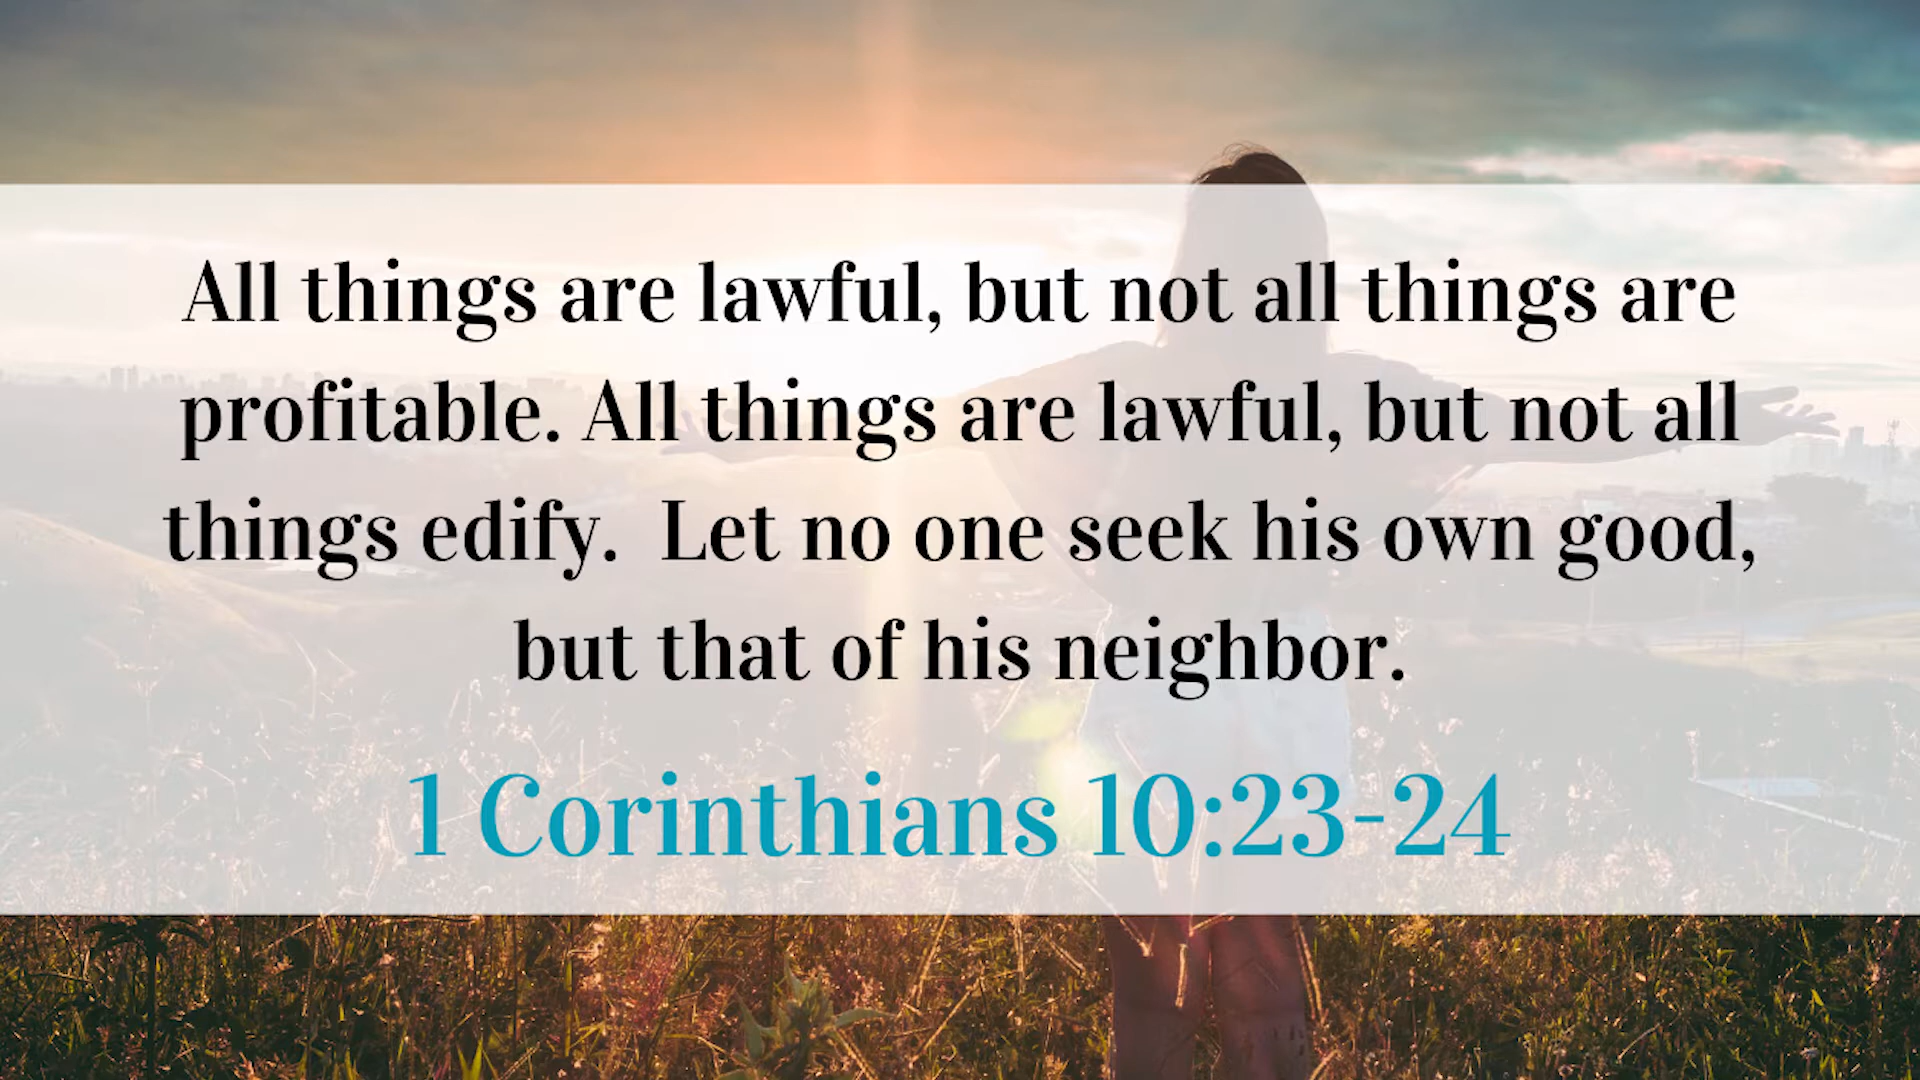 All things are lawful, but not all things are
profitable. All things are lawful, but not all
things edify.  Let no one seek his own good,
but that of his neighbor.
1 Corinthians 10:23-24